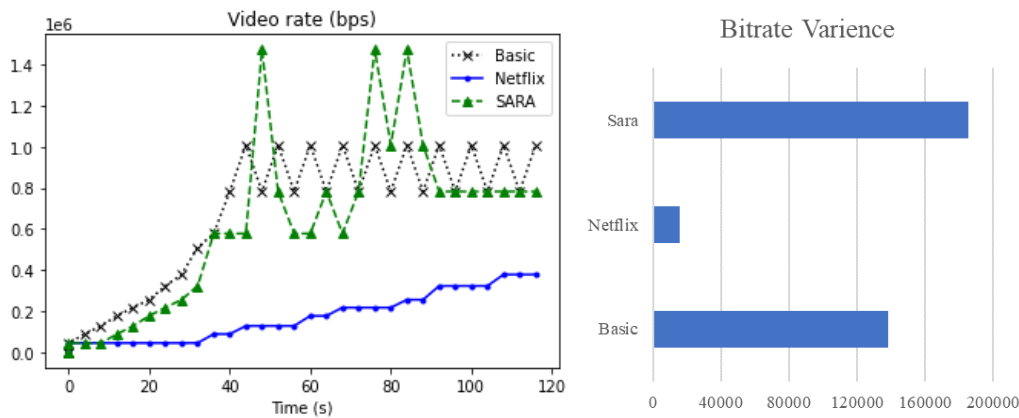 Video rate (bps)
1e6
1.4
1.2
1.0
0.8
0.6
0.4
0.2
0.0
0 20 40 60 80 100 120
Time (s)
Basic
Netflix
SARA
Bitrate Varience
Sara
Netflix
Basic
0 40000 80000 120000 160000 200000